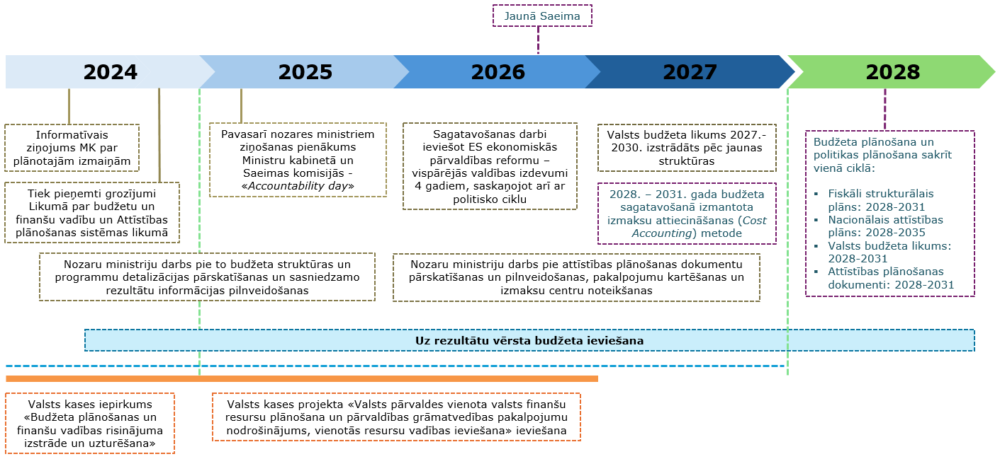 Jaunā Saeima
2024
2025
2026
2027
2028
Informatīvais
ziņojums MK par
plānotajām izmaiņām
Tiek pieņemti grozījumi
Likumā par budžetu un
finanšu vadību un Attīstības
plānošanas sistēmas likumā
Pavasarī nozares ministriem
ziņošanas pienākums
Ministru kabinetā un
Saeimas komisijās -
«Accountability day»
Sagatavošanas darbi
ieviešot ES ekonomiskās
pārvaldības reformu –
vispārējās valdības izdevumi
4 gadiem, saskaņojot arī ar
politisko ciklu
Valsts budžeta likums 2027.-
2030. izstrādāts pēc jaunas
struktūras
2028. – 2031. gada budžeta
sagatavošanā izmantota
izmaksu attiecināšanas (Cost
Accounting) metode
Budžeta plānošana un
politikas plānošana sakrīt
vienā ciklā:
▪ Fiskāli strukturālais
plāns: 2028-2031
▪ Nacionālais attīstības
plāns: 2028-2035
▪ Valsts budžeta likums:
2028-2031
▪ Attīstības plānošanas
dokumenti: 2028-2031
Nozaru ministriju darbs pie to budžeta struktūras un
programmu detalizācijas pārskatīšanas un sasniedzamo
rezultātu informācijas pilnveidošanas
Nozaru ministriju darbs pie attīstības plānošanas dokumentu
pārskatīšanas un pilnveidošanas, pakalpojumu kartēšanas un
izmaksu centru noteikšanas
Uz rezultātu vērsta budžeta ieviešana
Valsts kases iepirkums
«Budžeta plānošanas un
finanšu vadības risinājuma
izstrāde un uzturēšana»
Valsts kases projekta «Valsts pārvaldes vienota valsts finanšu
resursu plānošana un pārvaldības grāmatvedības pakalpojumu
nodrošinājums, vienotās resursu vadības ieviešana» ieviešana